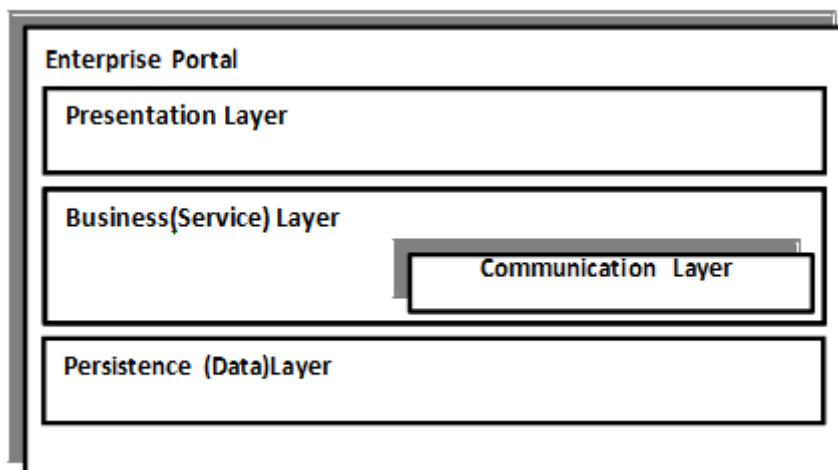 Enterprise Portal
Presentation Layer
Business(Service) Layer
Communication Layer
Persistence (Data)Layer